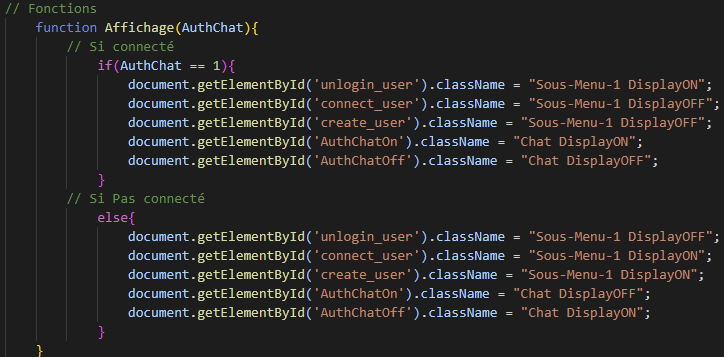 // Fonctions
function Affichage(AuthChat){
// Si connecté
if(AuthChat == 1){
document.getElementById('unlogin_user').className = "Sous-Menu-1 DisplayON";
document.getElementById('connect_user').className = "Sous-Menu-1 DisplayOFF";
document.getElementById('create_user').className = "Sous-Menu-1 DisplayOFF";
document.getElementById('AuthChatOn').className = "Chat DisplayON";
document.getElementById('AuthChatOff').className = "Chat DisplayOFF";
}
// Si Pas connecté
else{
document.getElementById('unlogin_user').className = "Sous-Menu-1 DisplayOFF";
document.getElementById('connect_user').className = "Sous-Menu-1 DisplayON";
document.getElementById('create_user').className = "Sous-Menu-1 DisplayON";
document.getElementById('AuthChatOn').className = "Chat DisplayOFF";
document.getElementById('AuthChatOff').className = "Chat DisplayON";
}
}